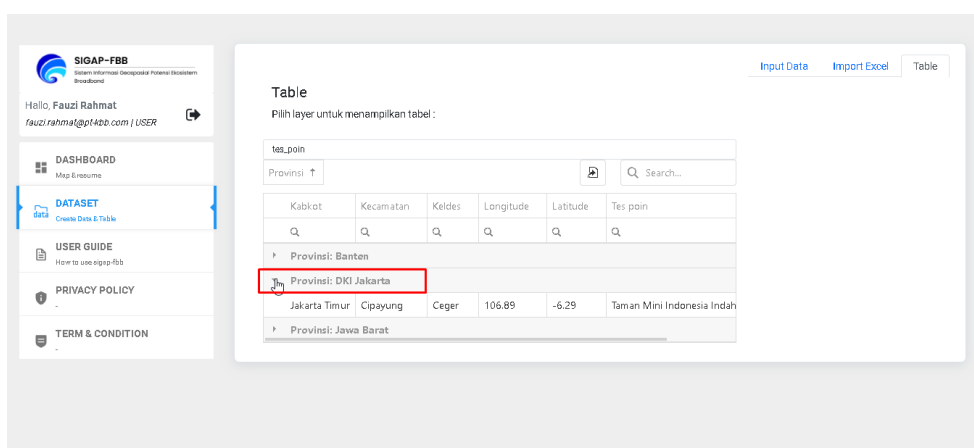 SIGAP-FBB
Sistem Informasi Geospasial Potensi Ekosistem
Broadband
Hallo, Fauzi Rahmat
fauzi.rahmat@pt-kbb.com | USER
DASHBOARD
Map & resume
data
DATASET
Create Data & Table
USER GUIDE
How to use sigap-fbb
PRIVACY POLICY
-
TERM & CONDITION
-
Input Data Import Excel Table
Table
Pilih layer untuk menampilkan tabel :
tes_poin
Provinsi ↑ Search...
Kabkot Kecamatan Keldes Longitude Latitude Tes poin
Provinsi: Banten
Provinsi: DKI Jakarta
Jakarta Timur Cipayung Ceger 106.89 -6.29 Taman Mini Indonesia Indah
Provinsi: Jawa Barat